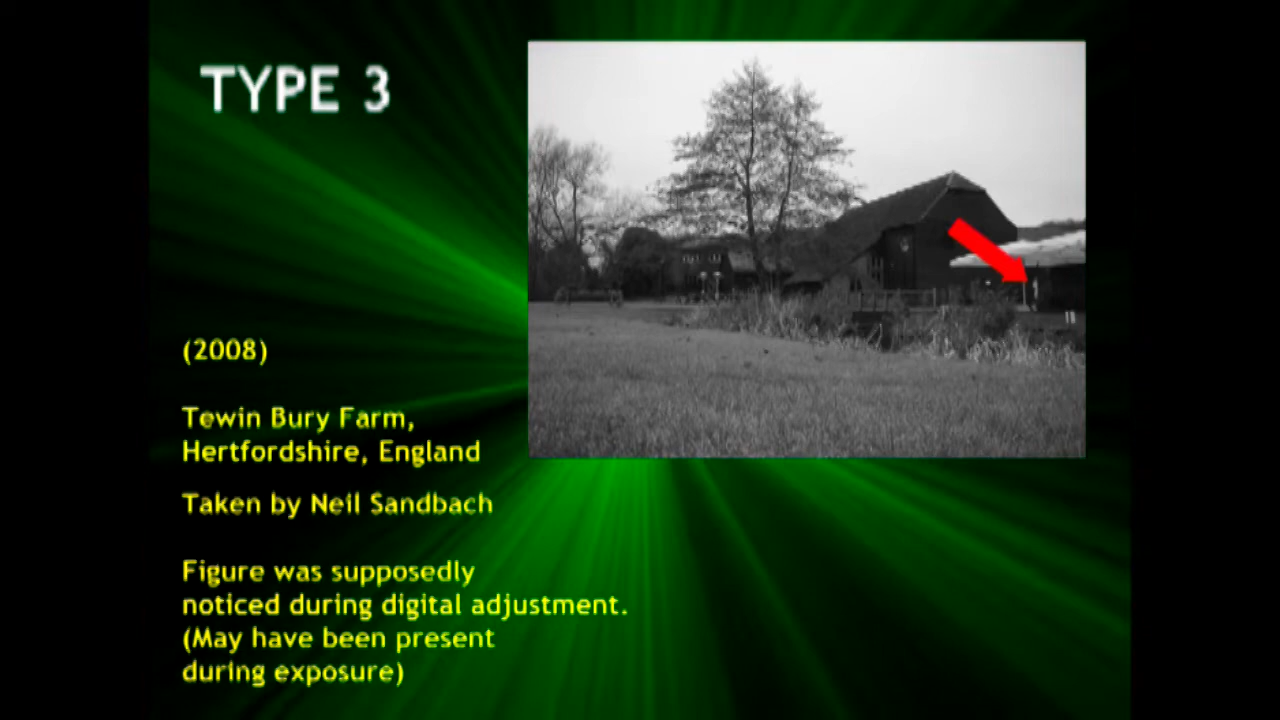 TYPE 3
(2008)
Tewin Bury Farm,
Hertfordshire, England
Taken by Neil Sandbach
Figure was supposedly
noticed during digital adjustment.
(May have been present
during exposure)